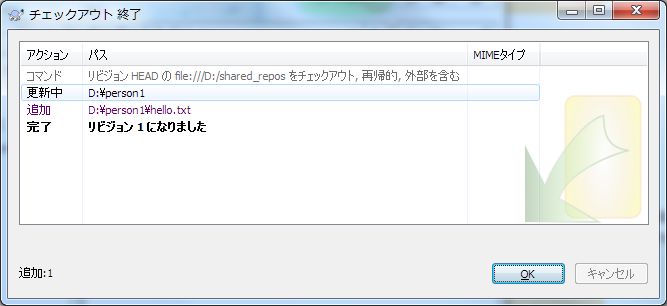 チェックアウト 終了
アクション パス MIMEタイプ
コマンド リビジョン HEAD の file:///D:/shared_repos をチェックアウト, 再帰的, 外部を含む
更新中 D:¥person1
追加 D:¥person1¥hello.txt
完了 リビジョン 1 になりました
追加:1 OK キャンセル